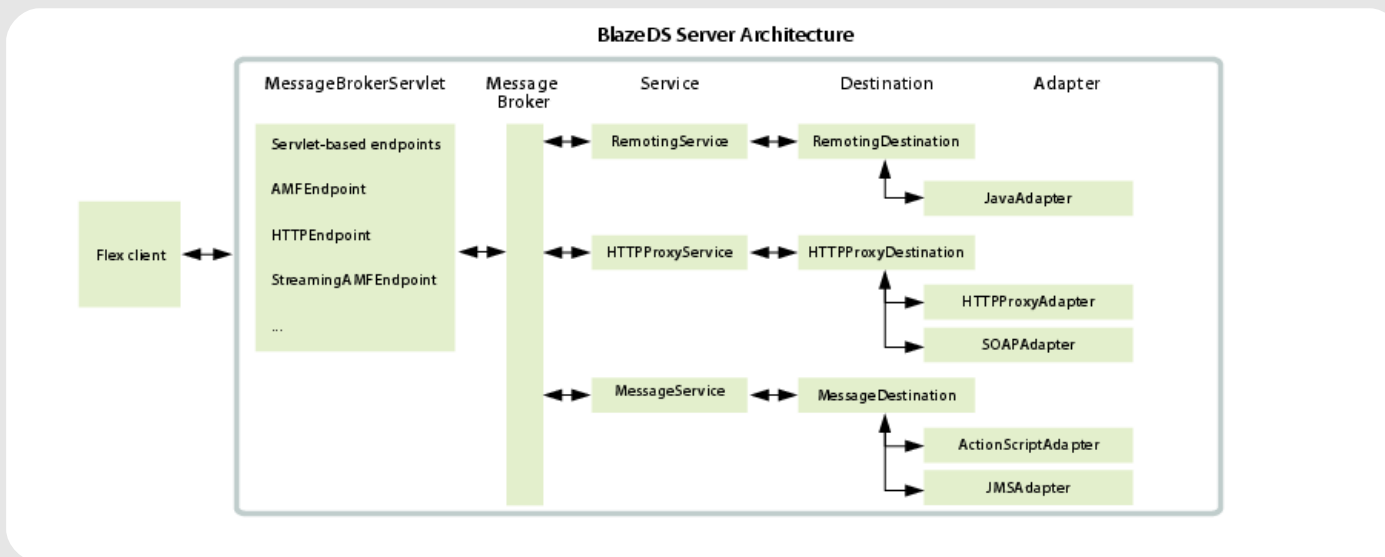 BlazeDS Server Architecture
MessageBrokerServlet
Message
Broker
Service
Destination
Adapter
Servlet-based endpoints
AMFEndpoint
HTTPEndpoint
StreamingAMFEndpoint
...
Flex client
RemotingService
RemotingDestination
JavaAdapter
HTTPProxyService
HTTPProxyDestination
HTTPProxyAdapter
SOAPAdapter
MessageService
MessageDestination
ActionScriptAdapter
JMSAdapter